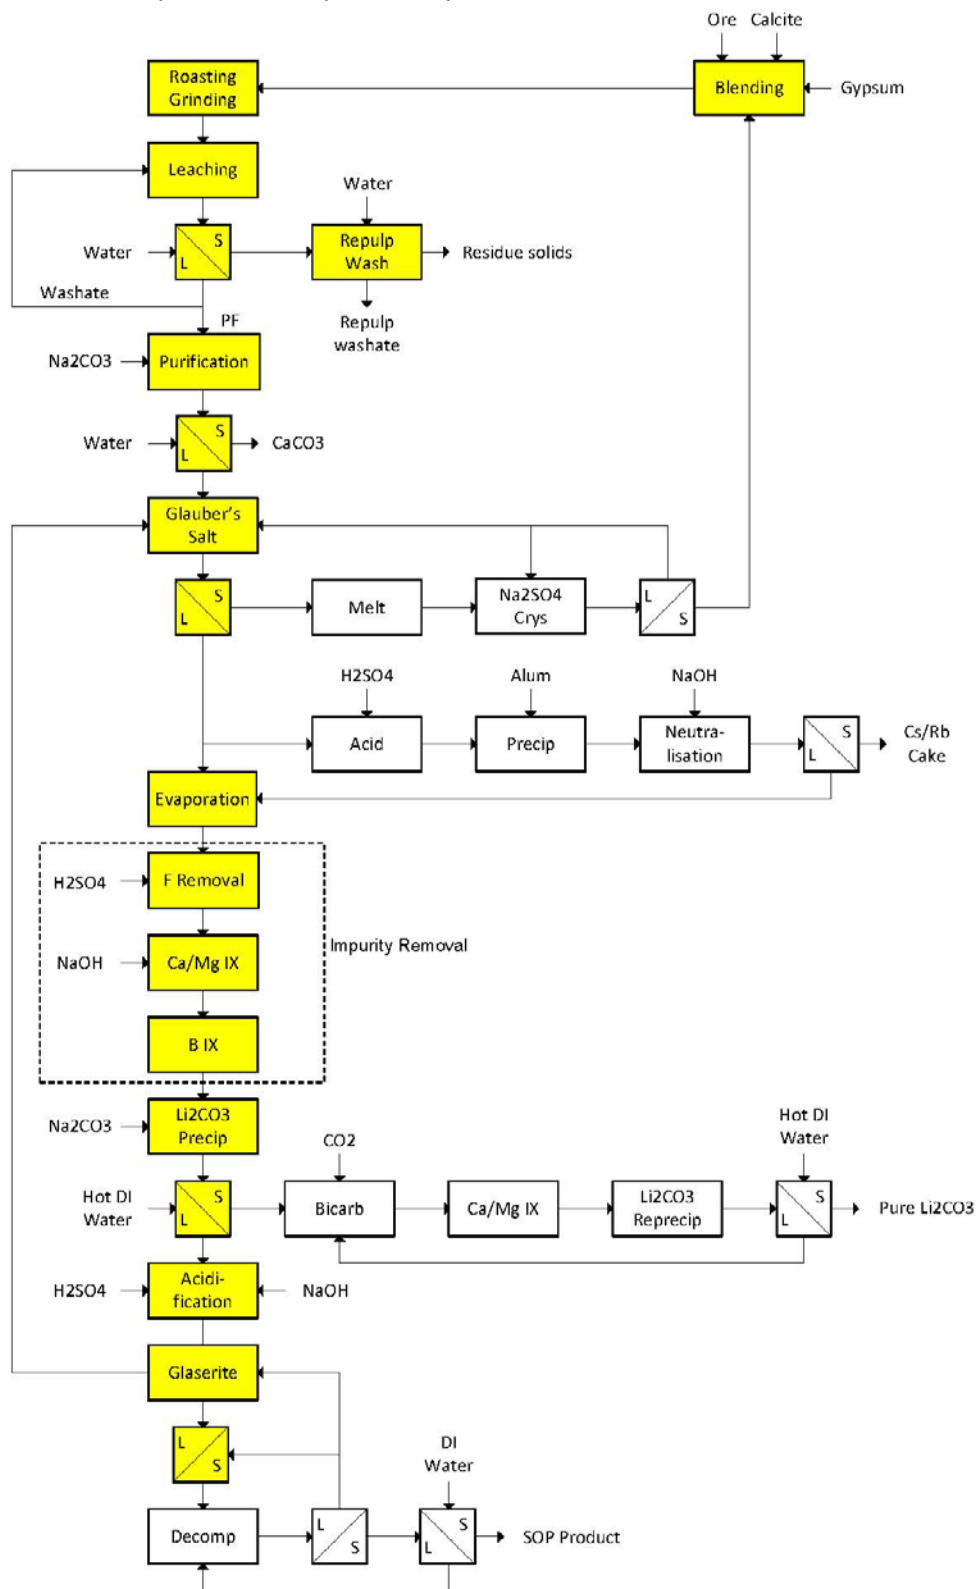 Ore Calcite
Roasting
Grinding
Blending
Gypsum
Leaching
Water
Water
S
L
Repulp
Wash
Residue solids
Washate
PF
Repulp
washate
Na2CO3
Purification
Water
S
L
CaCO3
Glauber's
Salt
S
L
Melt
Na2SO4
Crys
L
S
H2SO4
Alum
NaOH
Acid
Precip
Neutra-
lisation
S
L
Cs/Rb
Cake
Evaporation
H2SO4
F Removal
Impurity Removal
NaOH
Ca/Mg IX
B IX
Na2CO3
Li2CO3
Precip
CO2
Hot DI
Water
Hot DI
Water
S
L
Bicarb
Ca/Mg IX
Li2CO3
Reprecip
S
L
Pure Li2CO3
H2SO4
Acidi-
fication
NaOH
Glaserite
L
S
DI
Water
Decomp
L
S
S
L
SOP Product